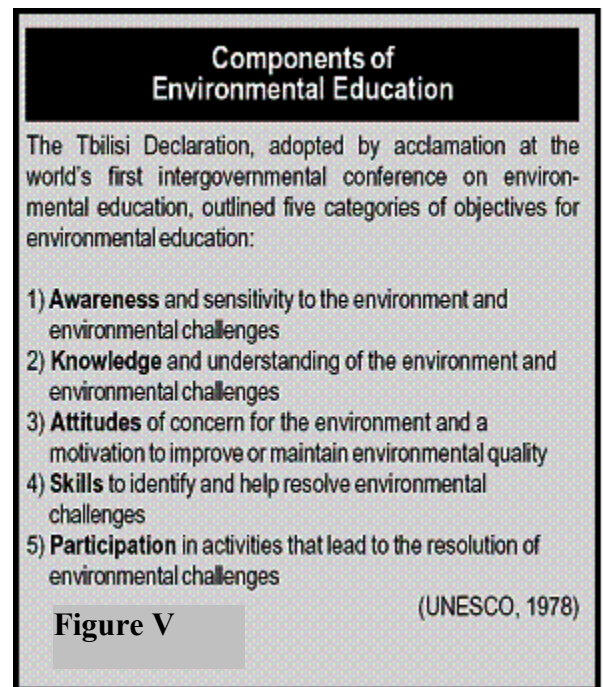 Components of
Environmental Education
The Tbilisi Declaration, adopted by acclamation at the
world's first intergovernmental conference on environ-
mental education, outlined five categories of objectives for
environmental education:
1) Awareness and sensitivity to the environment and
environmental challenges
2) Knowledge and understanding of the environment and
environmental challenges
3) Attitudes of concern for the environment and a
motivation to improve or maintain environmental quality
4) Skills to identify and help resolve environmental
challenges
5) Participation in activities that lead to the resolution of
environmental challenges
(UNESCO, 1978)
Figure V